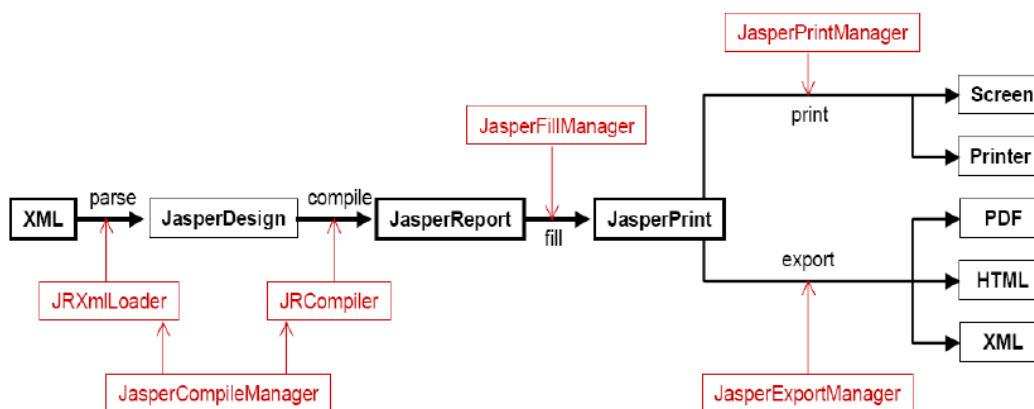 JasperPrintManager
Screen
print
JasperFillManager
Printer
parse
compile
XML
JasperDesign
JasperReport
fill
JasperPrint
PDF
export
HTML
JRXmlLoader
JRCompiler
XML
JasperCompileManager
JasperExportManager